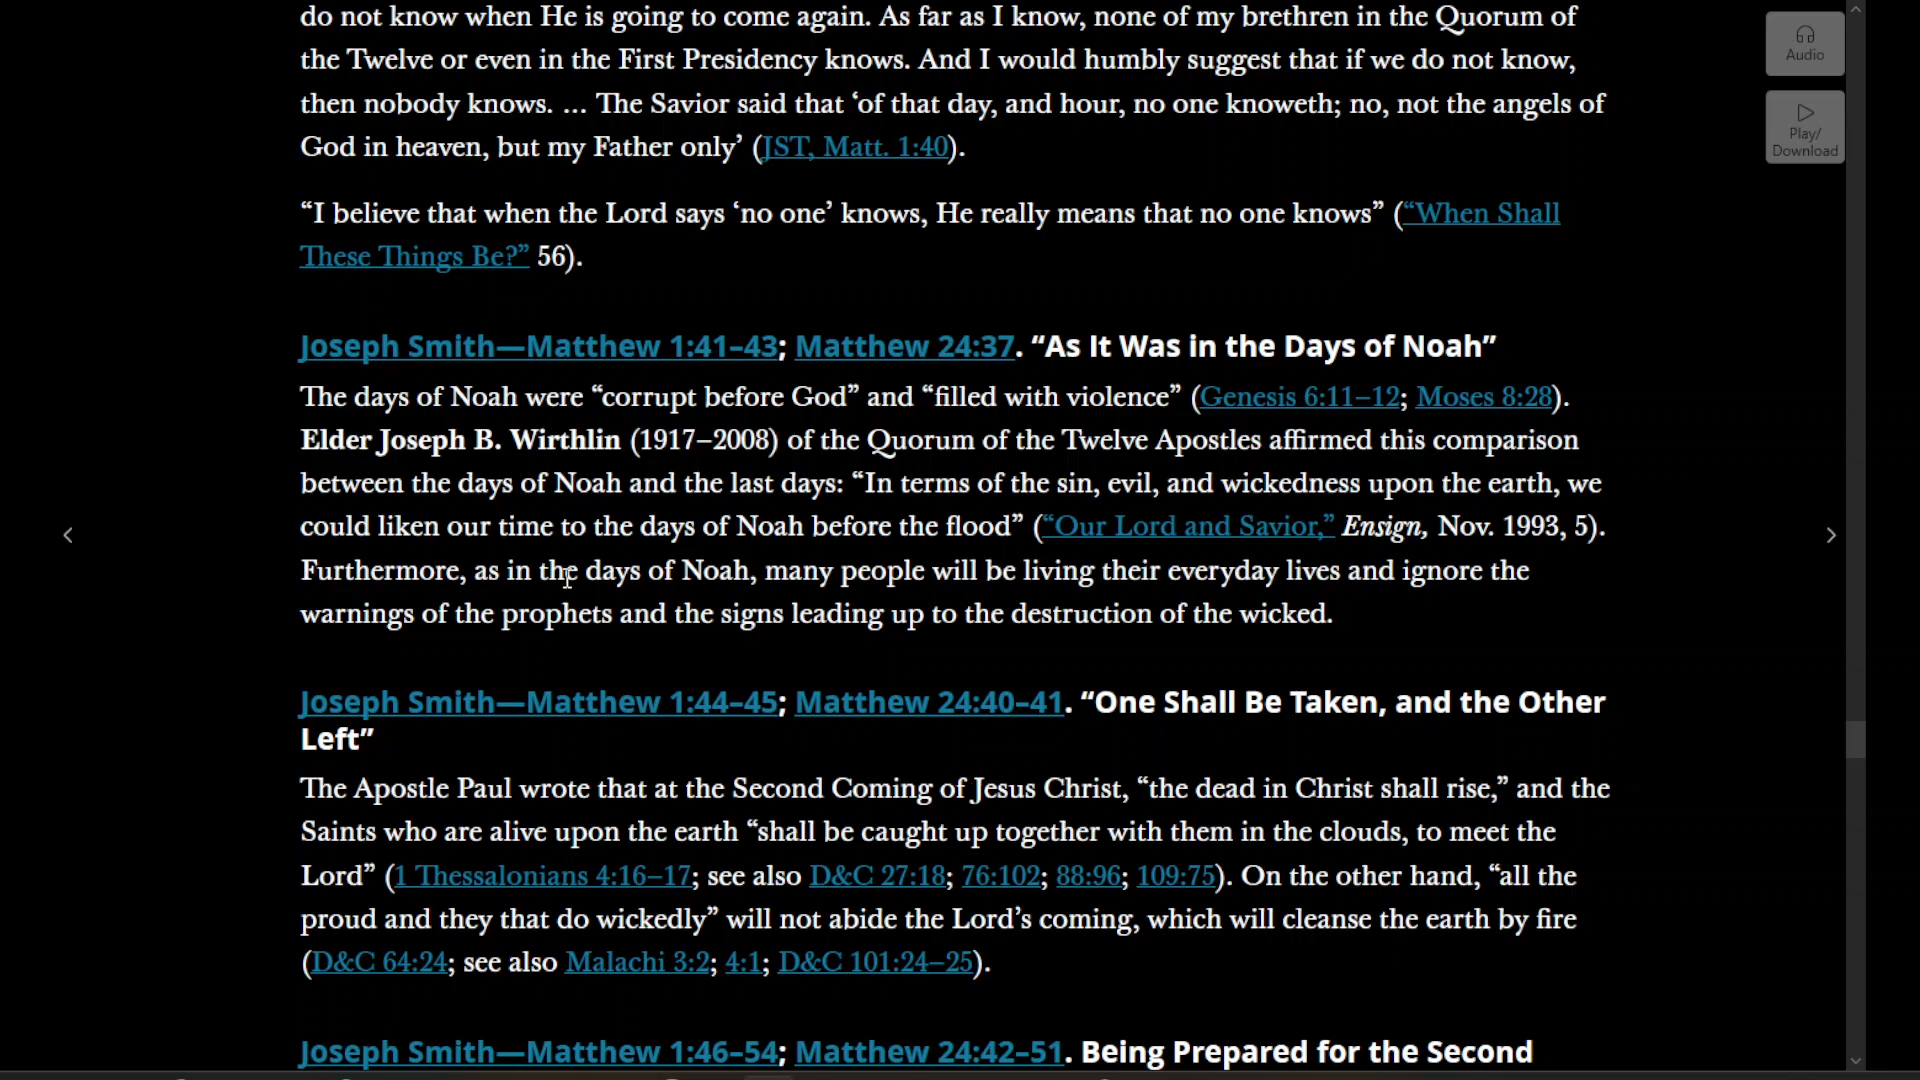 do not know when He is going to come again. As far as I know, none of my brethren in the Quorum of
the Twelve or even in the First Presidency knows. And I would humbly suggest that if we do not know,
then nobody knows. … The Savior said that ‘of that day, and hour, no one knoweth; no, not the angels of
God in heaven, but my Father only’ (JST, Matt. 1:40).
“I believe that when the Lord says ‘no one’ knows, He really means that no one knows” (“When Shall
These Things Be?” 56).
Joseph Smith—Matthew 1:41–43; Matthew 24:37. “As It Was in the Days of Noah”
The days of Noah were “corrupt before God” and “filled with violence” (Genesis 6:11–12; Moses 8:28).
Elder Joseph B. Wirthlin (1917–2008) of the Quorum of the Twelve Apostles affirmed this comparison
between the days of Noah and the last days: “In terms of the sin, evil, and wickedness upon the earth, we
could liken our time to the days of Noah before the flood” (“Our Lord and Savior,” Ensign, Nov. 1993, 5).
Furthermore, as in the days of Noah, many people will be living their everyday lives and ignore the
warnings of the prophets and the signs leading up to the destruction of the wicked.
Joseph Smith—Matthew 1:44–45; Matthew 24:40–41. “One Shall Be Taken, and the Other
Left”
The Apostle Paul wrote that at the Second Coming of Jesus Christ, “the dead in Christ shall rise,” and the
Saints who are alive upon the earth “shall be caught up together with them in the clouds, to meet the
Lord” (1 Thessalonians 4:16–17; see also D&C 27:18; 76:102; 88:96; 109:75). On the other hand, “all the
proud and they that do wickedly” will not abide the Lord’s coming, which will cleanse the earth by fire
(D&C 64:24; see also Malachi 3:2; 4:1; D&C 101:24–25).
Joseph Smith—Matthew 1:46–54; Matthew 24:42–51. Being Prepared for the Second
Audio
Play/
Download